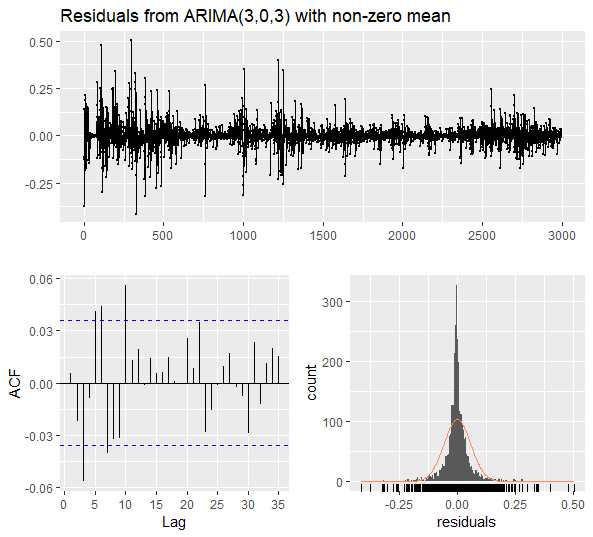 Residuals from ARIMA(3,0,3) with non-zero mean
0.50
0.25
0.00
-0.25
0 500 1000 1500 2000 2500 3000
0.06
0.03
0.00
-0.03
-0.06
ACF
0 5 10 15 20 25 30 35
Lag
300
200
100
0
count
-0.25 0.00 0.25 0.50
residuals